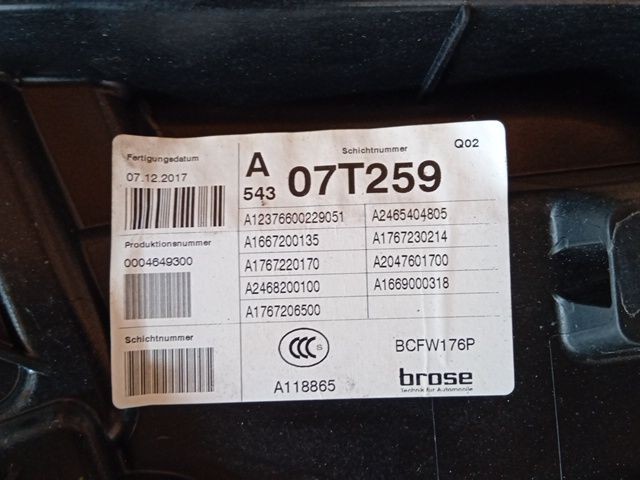 Fertigungsdatum
07.12.2017
Produktionsnummer
0004649300
Schichtnummer
A
543
Schichtnummer
07T259
Q02
A12376600229051 A2465404805
A1667200135 A1767230214
A1767220170 A2047601700
A2468200100 A1669000318
A1767206500
CCC S
A118865
BCFW176P
brose
Technik für Automobile